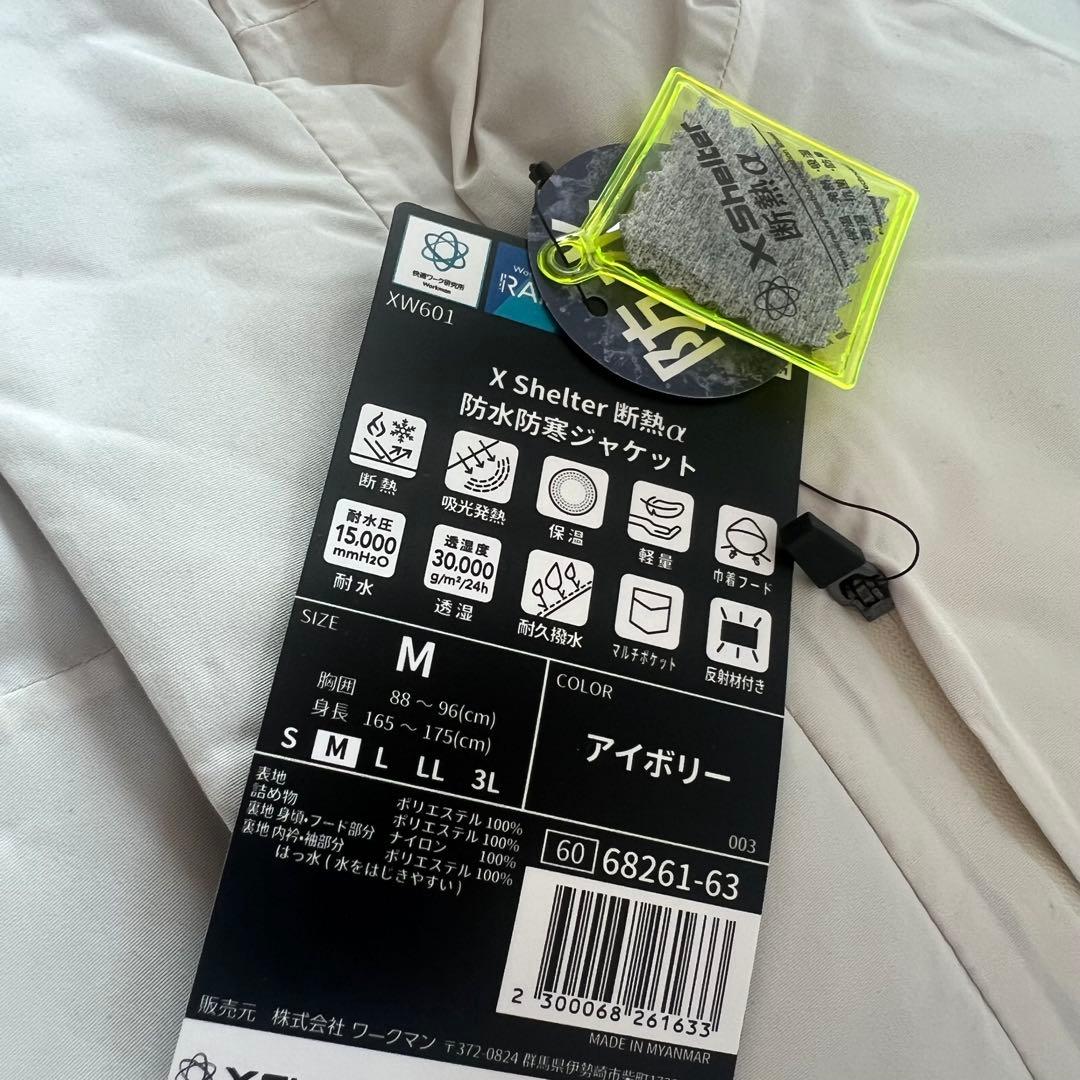 快適ワーク研究所
Workman
XW601
X Shelter
断熱α
防
X Shelter 断熱α
防水防寒ジャケット
断熱
吸光発熱
保温
軽量
巾着フード
耐水圧
15,000
mmH₂O
耐水
透湿度
30,000
g/m²/24h
透湿
耐久撥水
マルチポケット
反射材付き
SIZE
M
胸囲 88～96(cm)
身長 165～175(cm)
S M L LL 3L
COLOR
アイボリー
003
表地 ポリエステル 100%
詰め物 ポリエステル 100%
裏地 身頃・フード部分 ナイロン 100%
裏地 内衿・袖部分 ポリエステル 100%
はっ水 (水をはじきやすい)
60 68261-63
2 300068 261633
MADE IN MYANMAR
販売元 株式会社 ワークマン 〒372-0824 群馬県伊勢崎市柴町